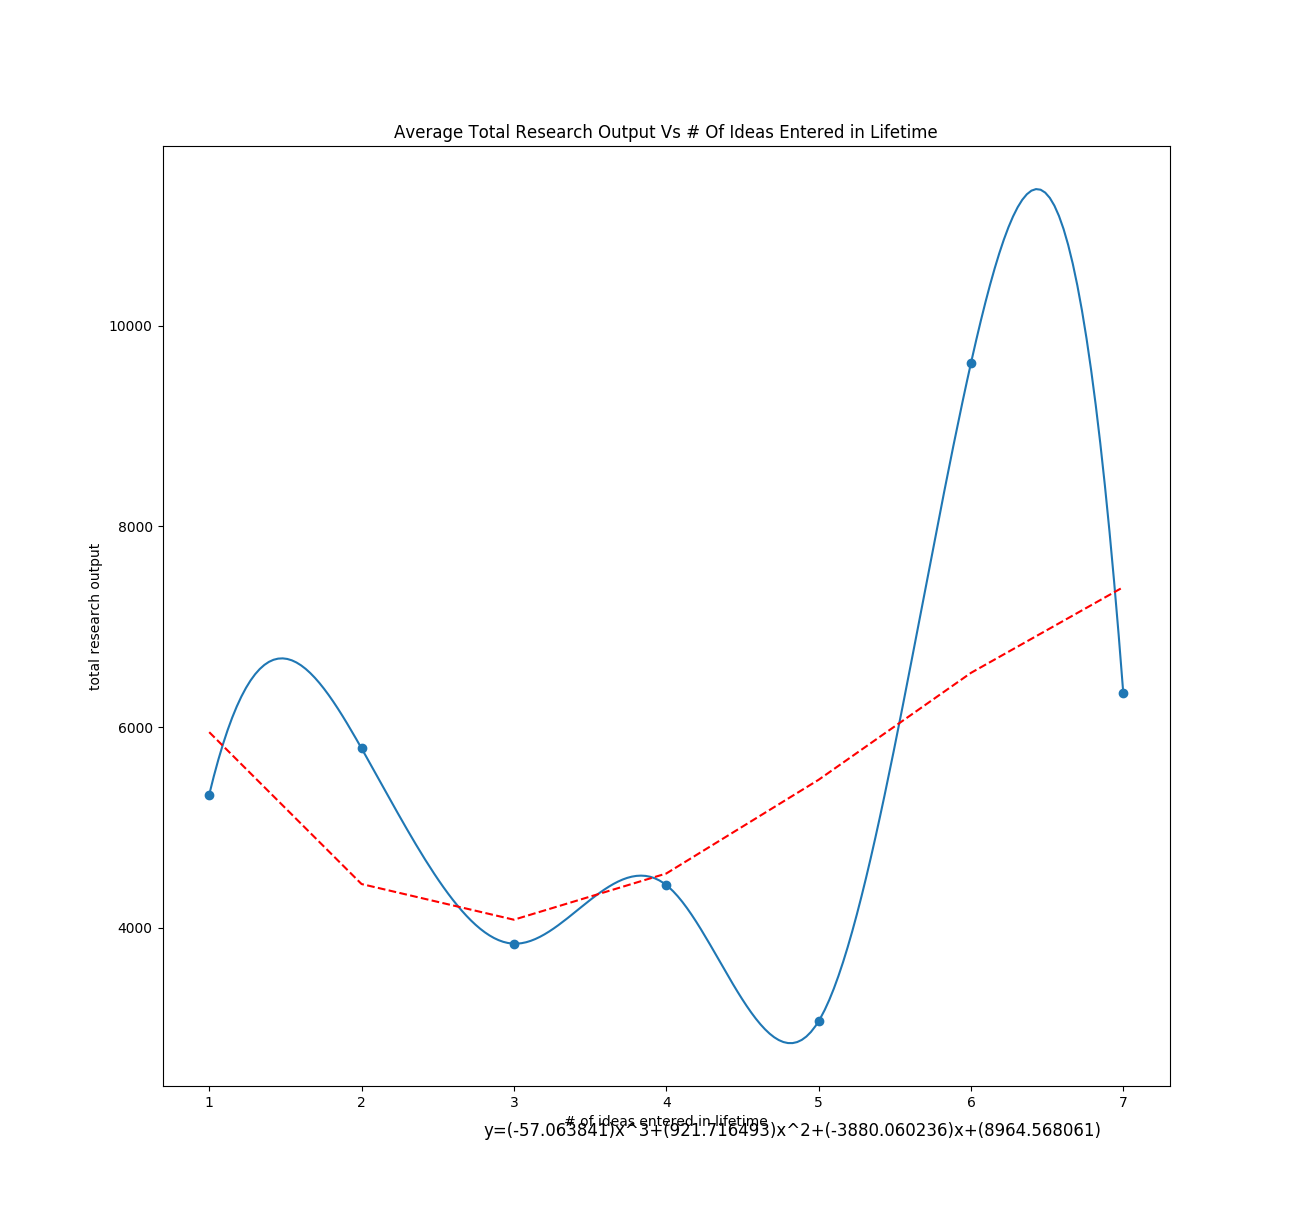 Average Total Research Output Vs # Of Ideas Entered in Lifetime
total research output
10000
8000
6000
4000
1 2 3 4 5 6 7
# of ideas entered in lifetime
y=(-57.063841)x^3+(921.716493)x^2+(-3880.060236)x+(8964.568061)